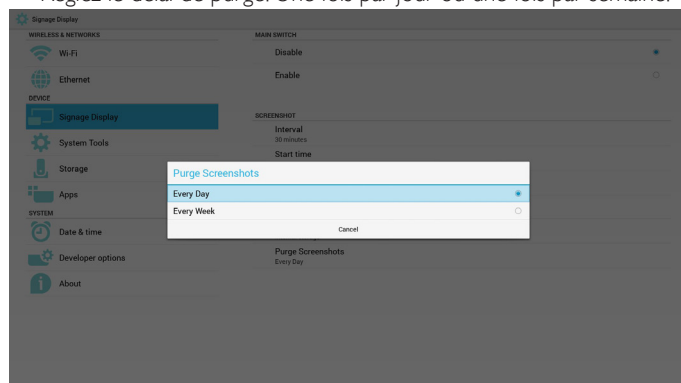 Réglez le délai de purge. Une fois par jour ou une fois par semaine.
Signage Display
WIRELESS & NETWORKS
Wi-Fi
Ethernet
DEVICE
Signage Display
System Tools
Storage
Apps
SYSTEM
Date & time
Developer options
About
MAIN SWITCH
Disable
Enable
SCREENSHOT
Interval
30 minutes
Start time
Purge Screenshots
Every Day
Every Week
Cancel
Purge Screenshots
Every Day